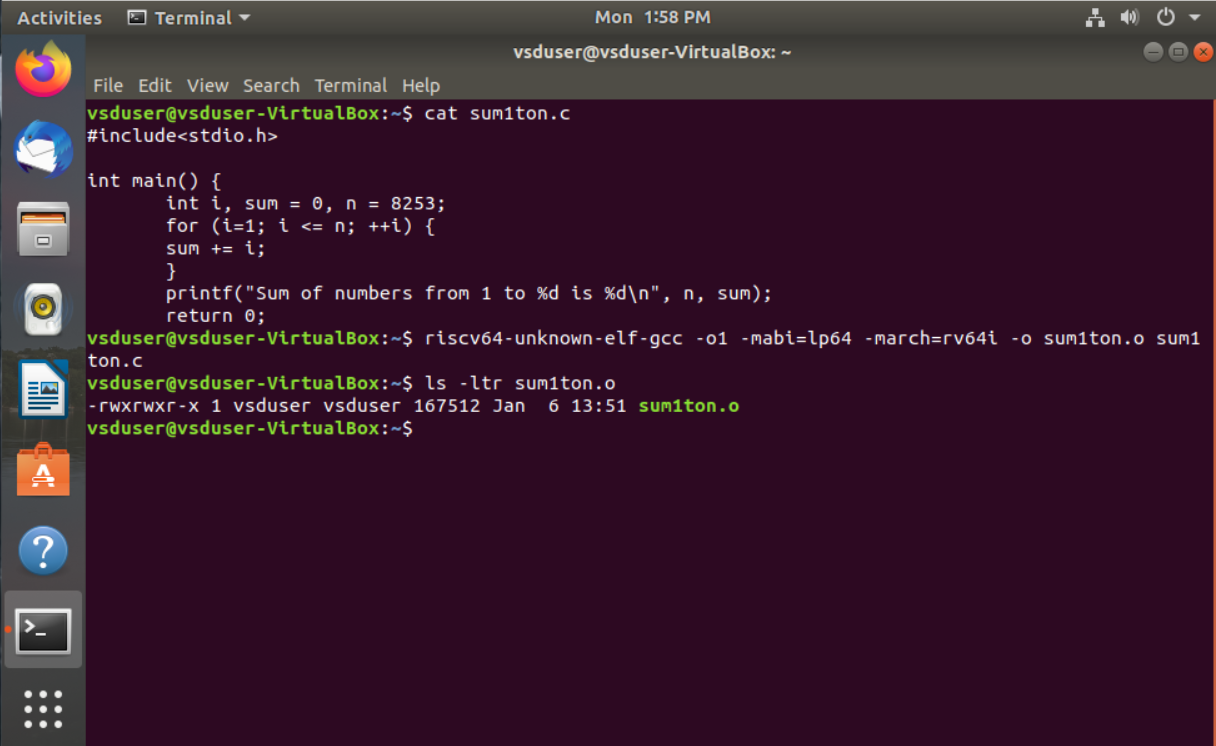 Activities Terminal Mon 1:58 PM
vsduser@vsduser-VirtualBox: ~
File Edit View Search Terminal Help
vsduser@vsduser-VirtualBox:~$ cat sum1ton.c
#include<stdio.h>

int main() {
       int i, sum = 0, n = 8253;
       for (i=1; i <= n; ++i) {
       sum += i;
       }
       printf("Sum of numbers from 1 to %d is %d\n", n, sum);
       return 0;
vsduser@vsduser-VirtualBox:~$ riscv64-unknown-elf-gcc -o1 -mabi=lp64 -march=rv64i -o sum1ton.o sum1
ton.c
vsduser@vsduser-VirtualBox:~$ ls -ltr sum1ton.o
-rwxrwxr-x 1 vsduser vsduser 167512 Jan  6 13:51 sum1ton.o
vsduser@vsduser-VirtualBox:~$